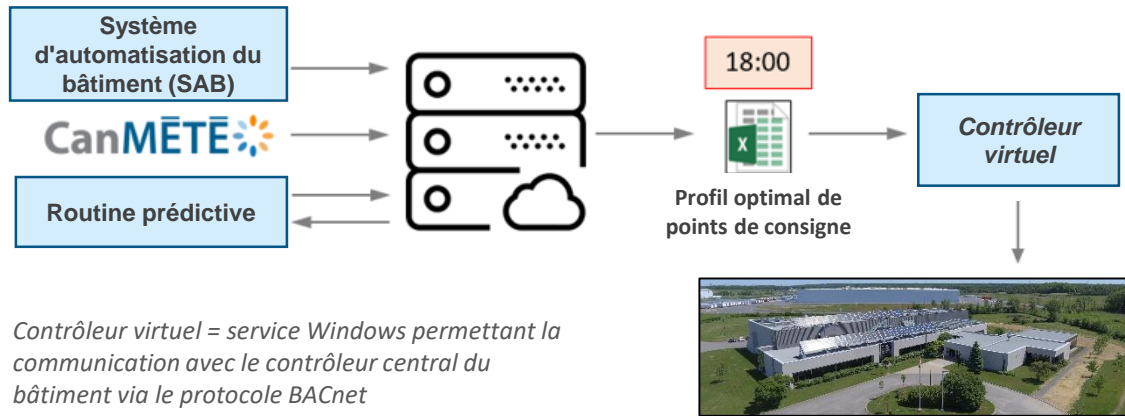 Système
d'automatisation du
bâtiment (SAB)
CanMĒTĒ
Routine prédictive
18:00
X
Profil optimal de
points de consigne
Contrôleur
virtuel
Contrôleur virtuel = service Windows permettant la
communication avec le contrôleur central du
bâtiment via le protocole BACnet